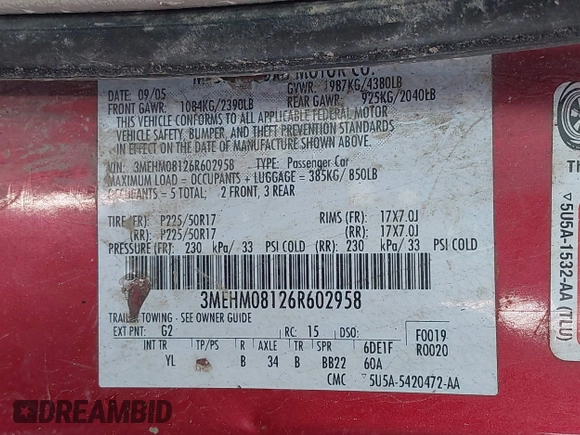 MOTOR CO.
DATE: 09/05 GVWR: 1987KG/4380LB
FRONT GAWR: 1084KG/2390LB REAR GAWR: 925KG/2040LB
THIS VEHICLE CONFORMS TO ALL APPLICABLE FEDERAL MOTOR
VEHICLE SAFETY, BUMPER, AND THEFT PREVENTION STANDARDS
IN EFFECT ON THE DATE OF MANUFACTURE SHOWN ABOVE.
VIN: 3MEHM08126R602958 TYPE: Passenger Car
MAXIMUM LOAD = OCCUPANTS + LUGGAGE = 385KG/ 850LB
OCCUPANTS = 5 TOTAL; 2 FRONT, 3 REAR
TIRE (FR): P225/50R17 RIMS (FR): 17X7.0J
(RR): P225/50R17 (RR): 17X7.0J
PRESSURE (FR): 230 kPa/ 33 PSI COLD (RR): 230 kPa/ 33 PSI COLD
3MEHM08126R602958
TRAILER TOWING - SEE OWNER GUIDE
EXT PNT: G2 RC: 15 DSO: F0019
R0020
INT TR TP/PS R AXLE TR SPR 6DE1F
YL B 34 B BB22 60A
CMC 5U5A-5420472-AA
5U5A-1532-AA (TLU)
DREAMBID